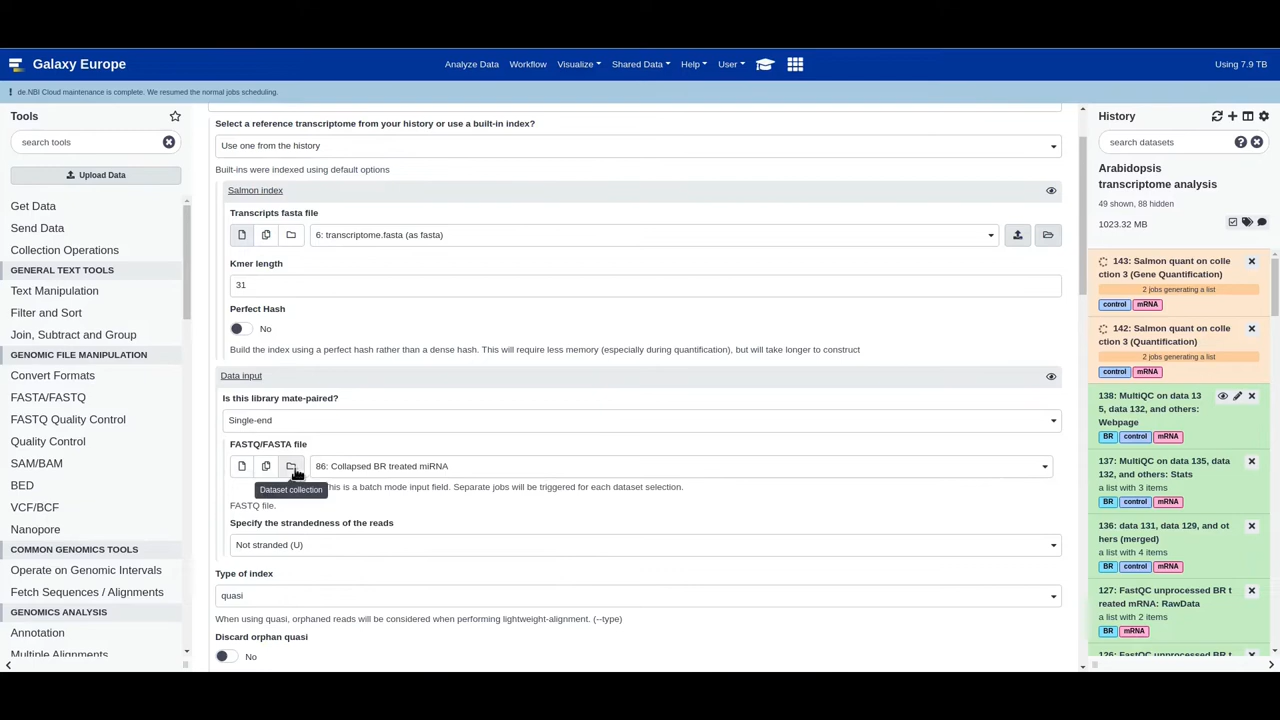 Galaxy Europe
Analyze Data
Workflow
Visualize
Shared Data
Help
User
Using 7.9 TB
de.NBI Cloud maintenance is complete. We resumed the normal jobs scheduling.
Tools
search tools
Upload Data
Get Data
Send Data
Collection Operations
GENERAL TEXT TOOLS
Text Manipulation
Filter and Sort
Join, Subtract and Group
GENOMIC FILE MANIPULATION
Convert Formats
FASTA/FASTQ
FASTQ Quality Control
Quality Control
SAM/BAM
BED
VCF/BCF
Nanopore
COMMON GENOMICS TOOLS
Operate on Genomic Intervals
Fetch Sequences / Alignments
GENOMICS ANALYSIS
Annotation
Multiple Alignments
Select a reference transcriptome from your history or use a built-in index?
Use one from the history
Built-ins were indexed using default options
Salmon index
Transcripts fasta file
6: transcriptome.fasta (as fasta)
Kmer length
31
Perfect Hash
No
Build the index using a perfect hash rather than a dense hash. This will require less memory (especially during quantification), but will take longer to construct
Data input
Is this library mate-paired?
Single-end
FASTQ/FASTA file
86: Collapsed BR treated miRNA
Dataset collection
This is a batch mode input field. Separate jobs will be triggered for each dataset selection.
FASTQ file.
Specify the strandedness of the reads
Not stranded (U)
Type of index
quasi
When using quasi, orphaned reads will be considered when performing lightweight-alignment. (--type)
Discard orphan quasi
No
History
search datasets
Arabidopsis
transcriptome analysis
49 shown, 88 hidden
1023.32 MB
143: Salmon quant on colle
ction 3 (Gene Quantification)
2 jobs generating a list
control mRNA
142: Salmon quant on colle
ction 3 (Quantification)
2 jobs generating a list
control mRNA
138: MultiQC on data 13
5, data 132, and others:
Webpage
BR control mRNA
137: MultiQC on data 135, data
132, and others: Stats
a list with 3 items
BR control mRNA
136: data 131, data 129, and ot
hers (merged)
a list with 4 items
BR control mRNA
127: FastQC unprocessed BR t
reated mRNA: RawData
a list with 2 items
BR mRNA
126: FastQC unprocessed BR t